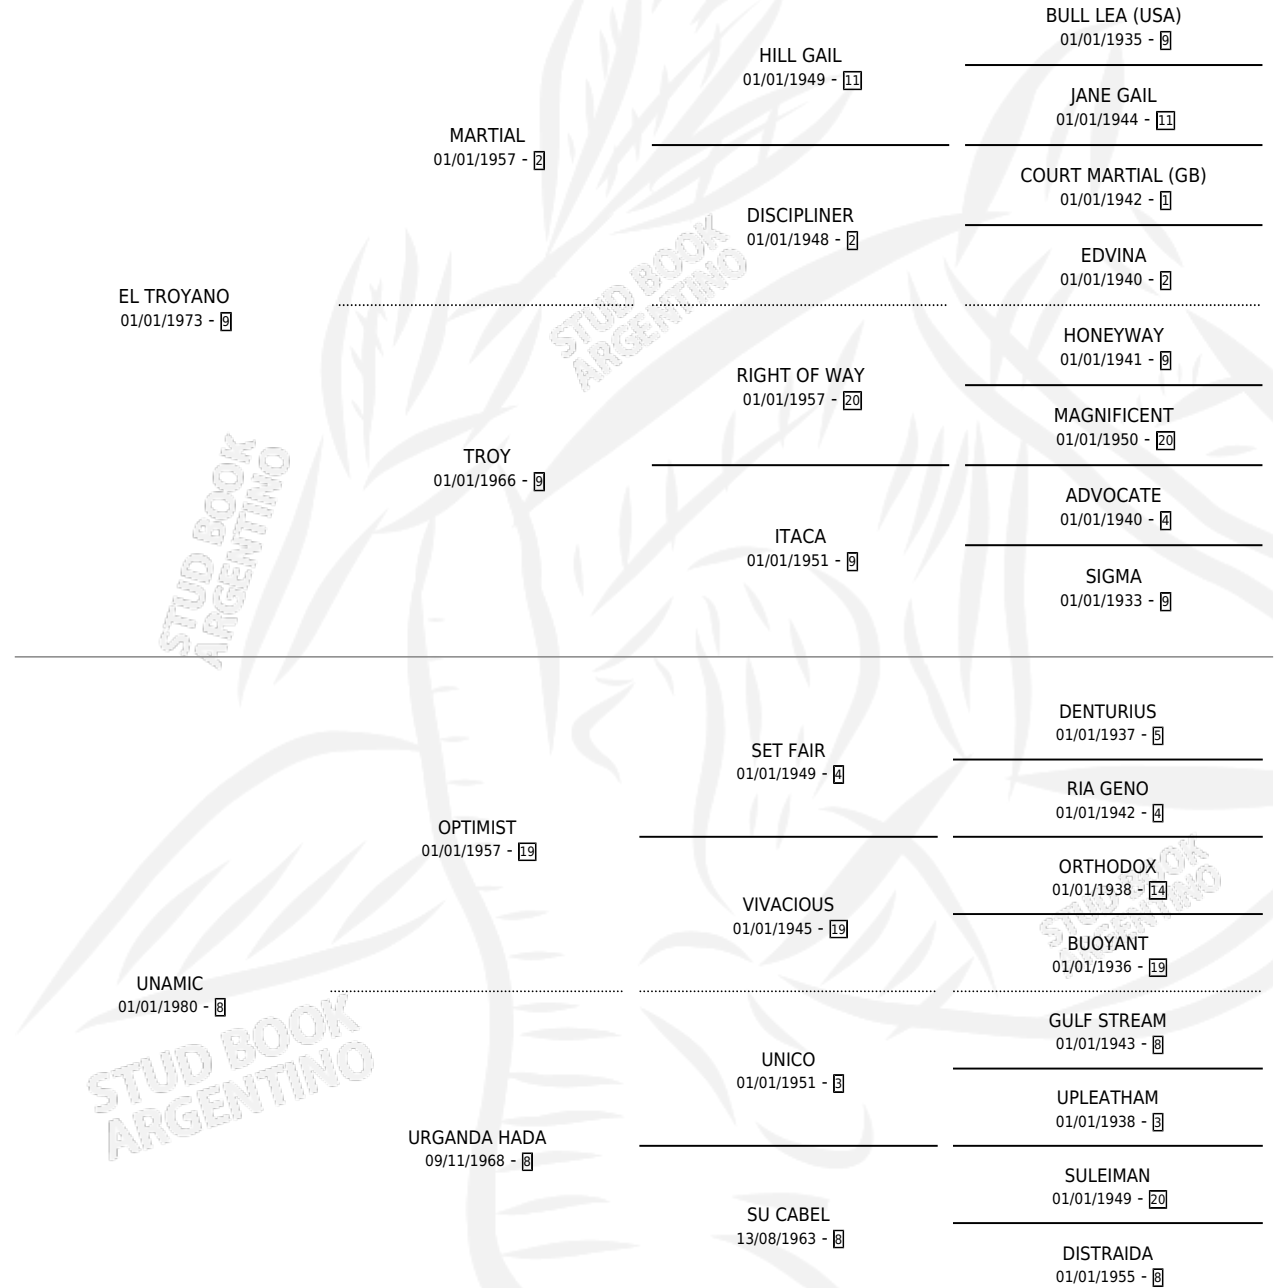 BULL LEA (USA)
01/01/1935 - 9
HILL GAIL
01/01/1949 - 11
JANE GAIL
01/01/1944 - 11
MARTIAL
01/01/1957 - 2
COURT MARTIAL (GB)
01/01/1942 - 1
DISCIPLINER
01/01/1948 - 2
EDVINA
01/01/1940 - 2
EL TROYANO
01/01/1973 - 9
HONEYWAY
01/01/1941 - 9
RIGHT OF WAY
01/01/1957 - 20
MAGNIFICENT
01/01/1950 - 20
TROY
01/01/1966 - 9
ADVOCATE
01/01/1940 - 4
ITACA
01/01/1951 - 9
SIGMA
01/01/1933 - 9
STUD BOOK
ARGENTINO
STUD BOOK
ARGENTINO
DENTURIUS
01/01/1937 - 5
SET FAIR
01/01/1949 - 4
RIA GENO
01/01/1942 - 4
OPTIMIST
01/01/1957 - 19
ORTHODOX
01/01/1938 - 14
VIVACIOUS
01/01/1945 - 19
BUOYANT
01/01/1936 - 19
UNAMIC
01/01/1980 - 8
GULF STREAM
01/01/1943 - 8
UNICO
01/01/1951 - 3
UPLEATHAM
01/01/1938 - 3
URGANDA HADA
09/11/1968 - 8
SULEIMAN
01/01/1949 - 20
SU CABEL
13/08/1963 - 8
DISTRAIDA
01/01/1955 - 8
STUD BOOK
ARGENTINO
STUD BOOK
ARGENTINO